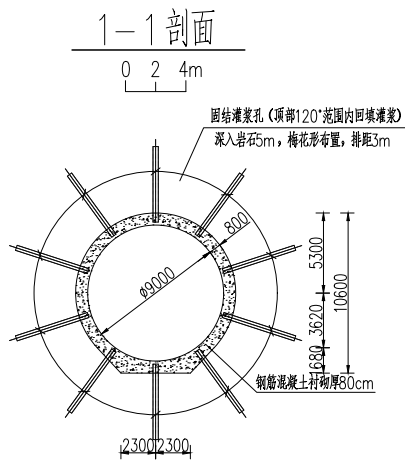 1-1剖面
0 2 4m
固结灌浆孔(顶部120°范围内回填灌浆)
深入岩石5m,梅花形布置,排距3m
800
ø9000
5300
10600
3620
1680
钢筋混凝土衬砌厚80cm
2300 2300